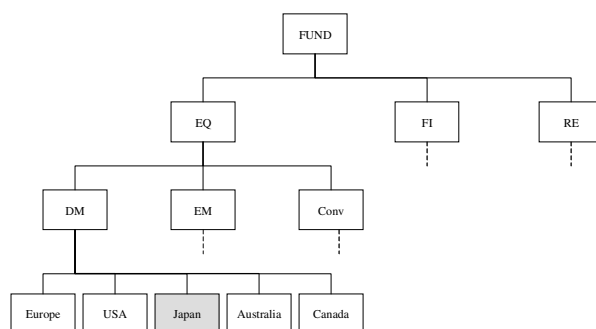 FUND
EQ
FI
RE
DM
EM
Conv
Europe
USA
Japan
Australia
Canada